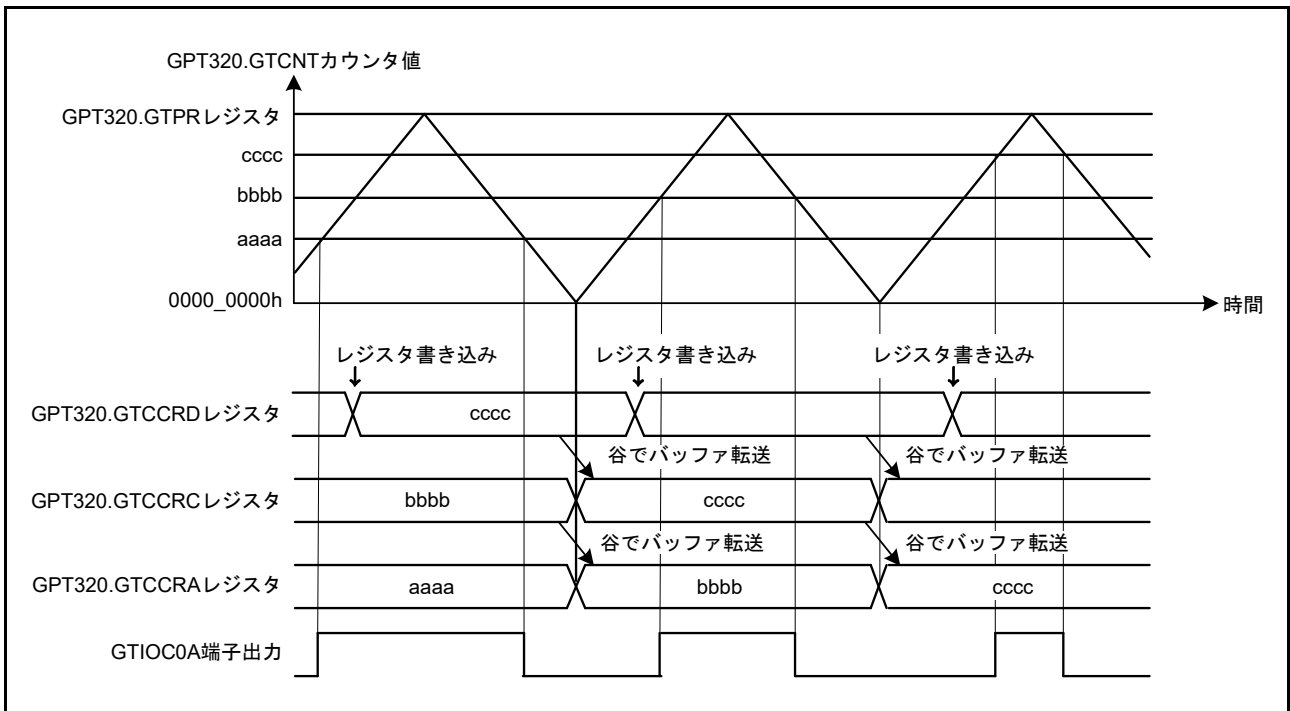 GPT320.GTCNTカウンタ値
GPT320.GTPRレジスタ
cccc
bbbb
aaaa
0000_0000h
時間
レジスタ書き込み
レジスタ書き込み
レジスタ書き込み
GPT320.GTCCRDレジスタ
cccc
谷でバッファ転送
谷でバッファ転送
GPT320.GTCCRCレジスタ
bbbb
cccc
谷でバッファ転送
谷でバッファ転送
GPT320.GTCCRAレジスタ
aaaa
bbbb
cccc
GTIOC0A端子出力